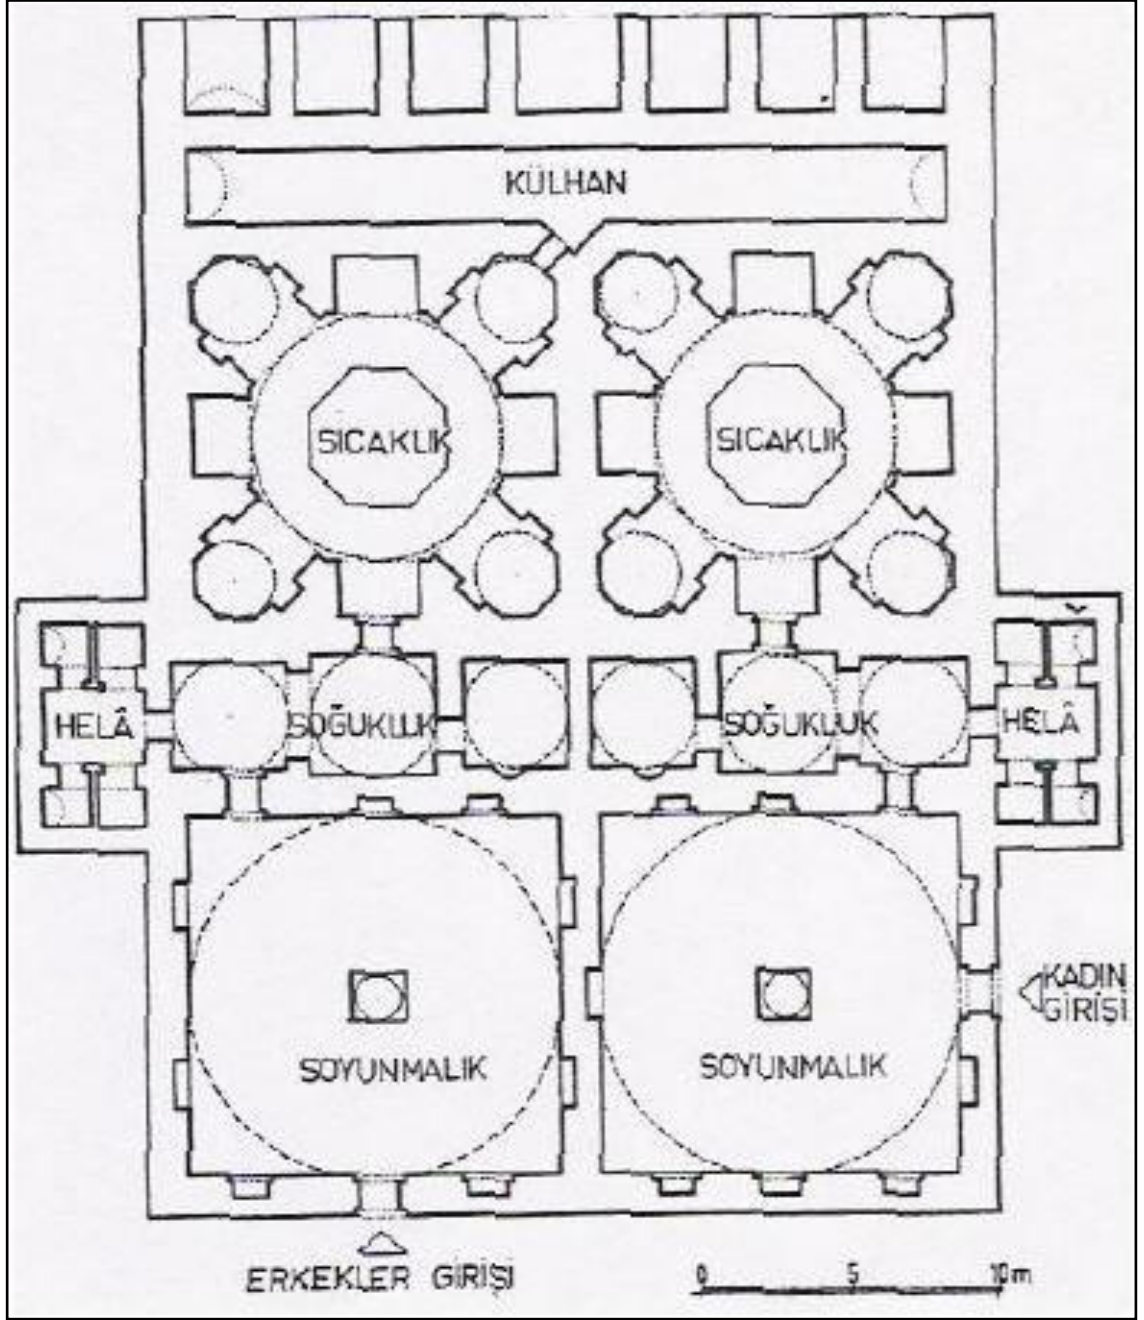 KÜLHAN
SICAKLIK
SICAKLIK
HELÂ
SOĞUKLUK
SOĞUKLUK
HELÂ
KADIN
GİRİŞİ
SOYUNMALIK
SOYUNMALIK
ERKEKLER GİRİŞİ
0 5 10m